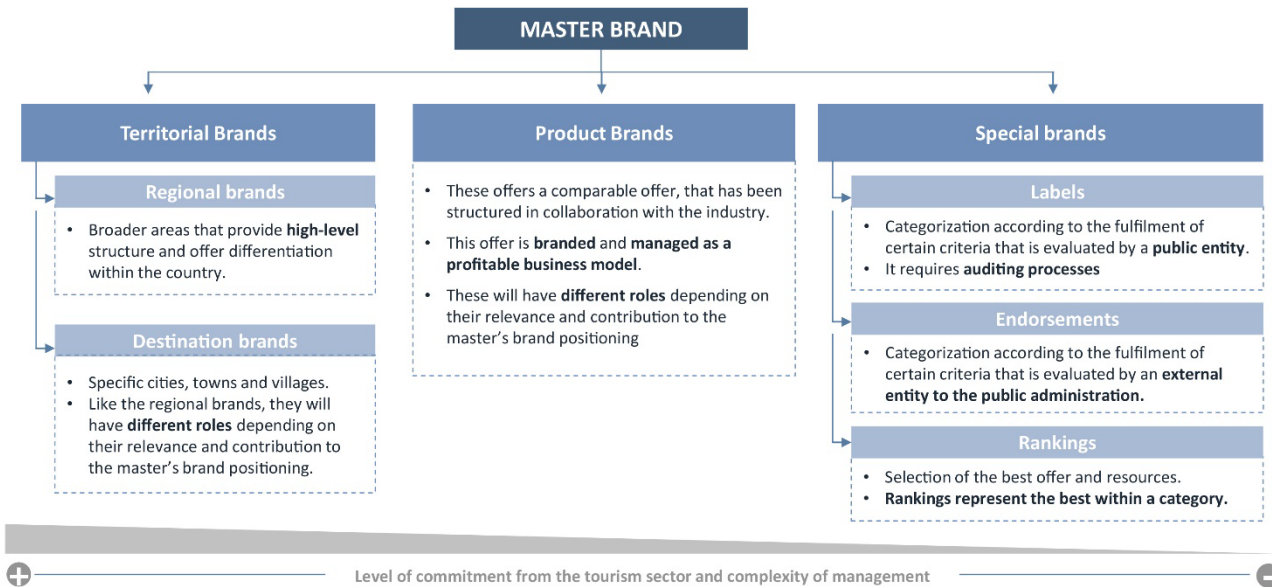 MASTER BRAND
Territorial Brands
Regional brands
• Broader areas that provide high-level
structure and offer differentiation
within the country.
Destination brands
• Specific cities, towns and villages.
• Like the regional brands, they will
have different roles depending on
their relevance and contribution to
the master’s brand positioning.
Product Brands
• These offers a comparable offer, that has been
structured in collaboration with the industry.
• This offer is branded and managed as a
profitable business model.
• These will have different roles depending on
their relevance and contribution to the
master’s brand positioning
Special brands
Labels
• Categorization according to the fulfilment of
certain criteria that is evaluated by a public entity.
• It requires auditing processes
Endorsements
• Categorization according to the fulfilment of
certain criteria that is evaluated by an external
entity to the public administration.
Rankings
• Selection of the best offer and resources.
• Rankings represent the best within a category.
+ Level of commitment from the tourism sector and complexity of management -